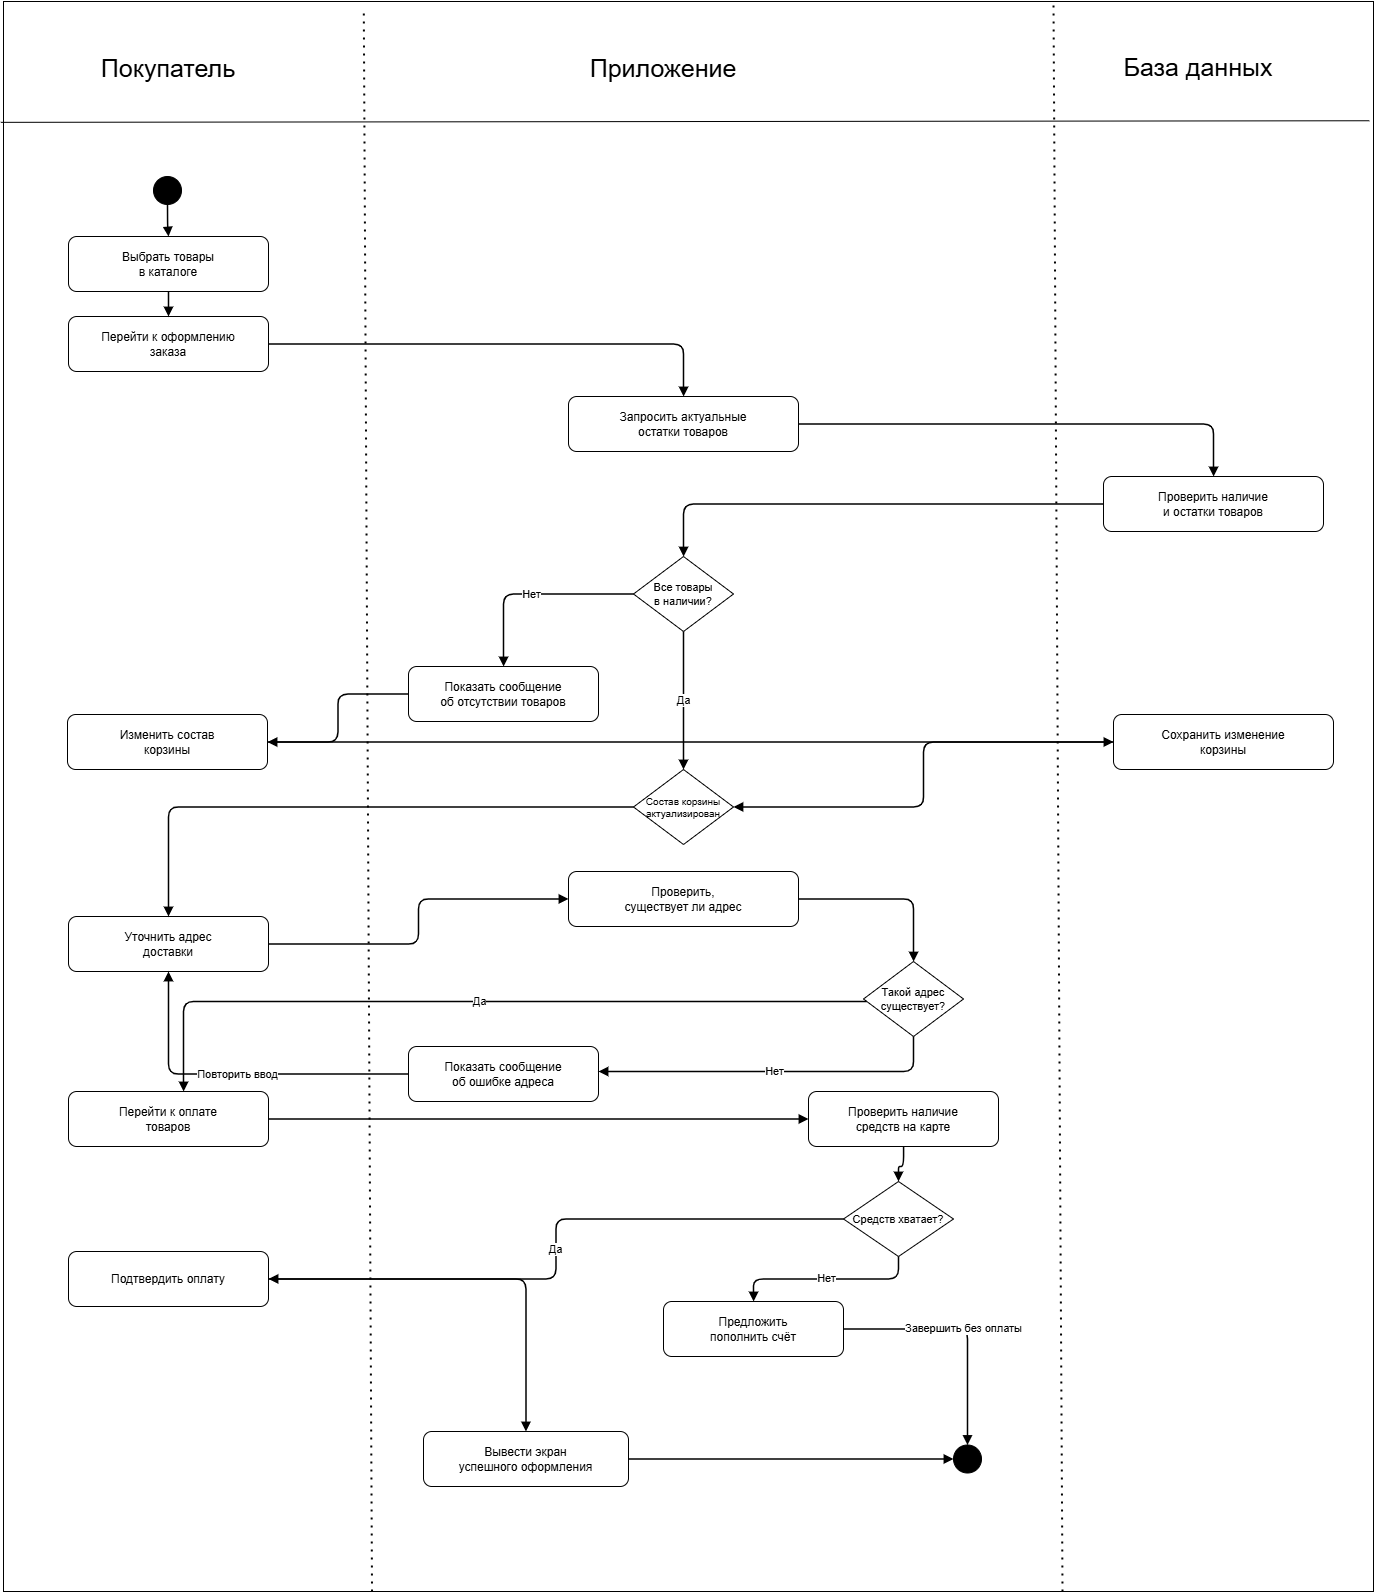 Покупатель
Приложение
База данных
Выбрать товары
в каталоге
Перейти к оформлению
заказа
Запросить актуальные
остатки товаров
Проверить наличие
и остатки товаров
Все товары
в наличии?
Нет
Показать сообщение
об отсутствии товаров
Да
Изменить состав
корзины
Сохранить изменение
корзины
Состав корзины
актуализирован
Проверить,
существует ли адрес
Уточнить адрес
доставки
Такой адрес
существует?
Да
Показать сообщение
об ошибке адреса
Нет
Повторить ввод
Перейти к оплате
товаров
Проверить наличие
средств на карте
Средств хватает?
Да
Подтвердить оплату
Нет
Предложить
пополнить счёт
Завершить без оплаты
Вывести экран
успешного оформления